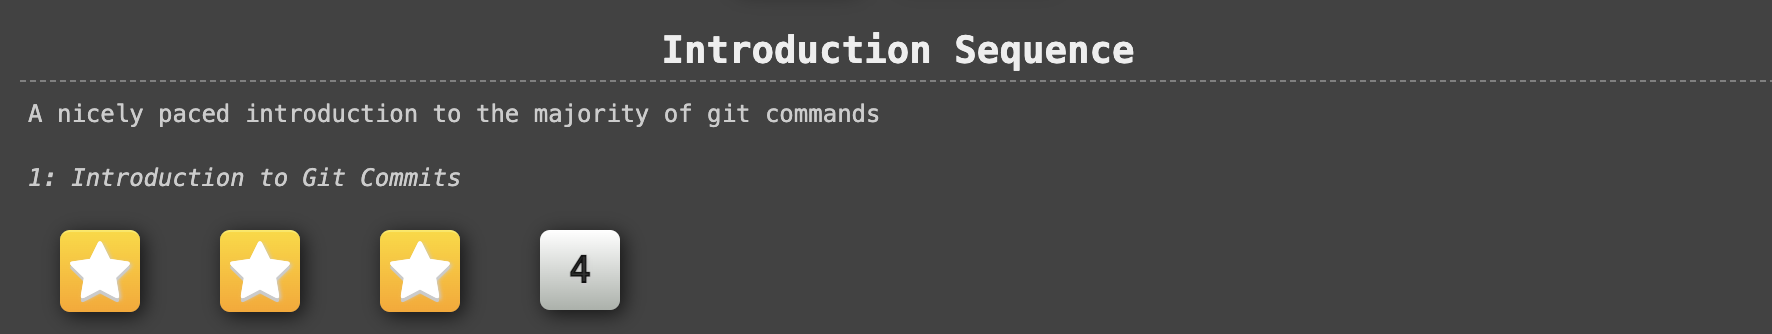 Introduction Sequence
A nicely paced introduction to the majority of git commands
1: Introduction to Git Commits
4